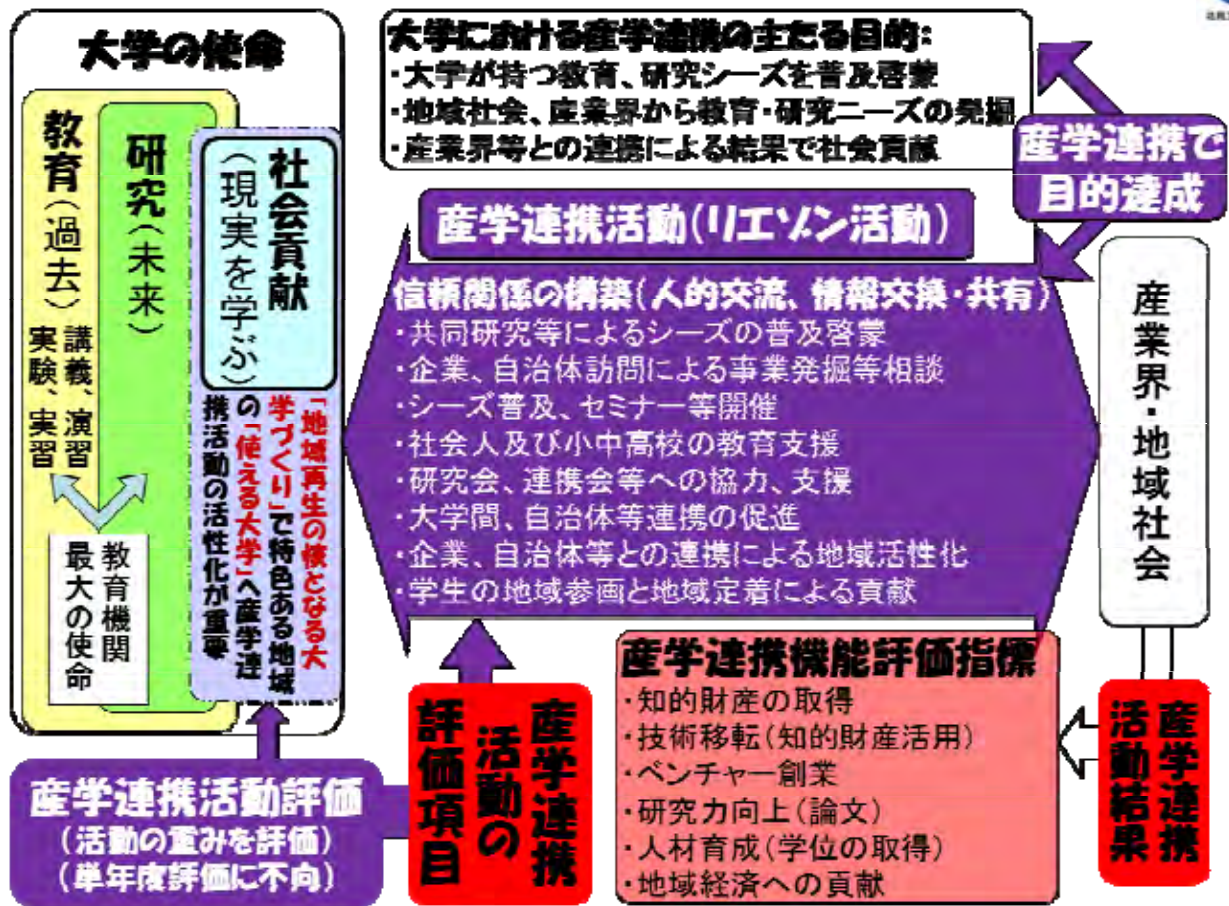 大学の使命
教育(過去)
講義、演習
実験、実習
研究(未来)
社会貢献
(現実を学ぶ)
「地域再生の核となる大
学づくり」で特色ある地域
の「使える大学」へ産学連
携活動の活性化が重要
教育機関
最大の使命
大学における産学連携の主たる目的:
・大学が持つ教育、研究シーズを普及啓蒙
・地域社会、産業界から教育・研究ニーズの発掘
・産業界等との連携による結果で社会貢献
産学連携で
目的達成
産学連携活動(リエゾン活動)
信頼関係の構築(人的交流、情報交換・共有)
・共同研究等によるシーズの普及啓蒙
・企業、自治体訪問による事業発掘等相談
・シーズ普及、セミナー等開催
・社会人及び小中高校の教育支援
・研究会、連携会等への協力、支援
・大学間、自治体等連携の促進
・企業、自治体等との連携による地域活性化
・学生の地域参画と地域定着による貢献
産業界・地域社会
産学連携活動評価
(活動の重みを評価)
(単年度評価に不向)
産学連携
活動の
評価項目
産学連携機能評価指標
・知的財産の取得
・技術移転(知的財産活用)
・ベンチャー創業
・研究力向上(論文)
・人材育成(学位の取得)
・地域経済への貢献
産学連携
活動結果